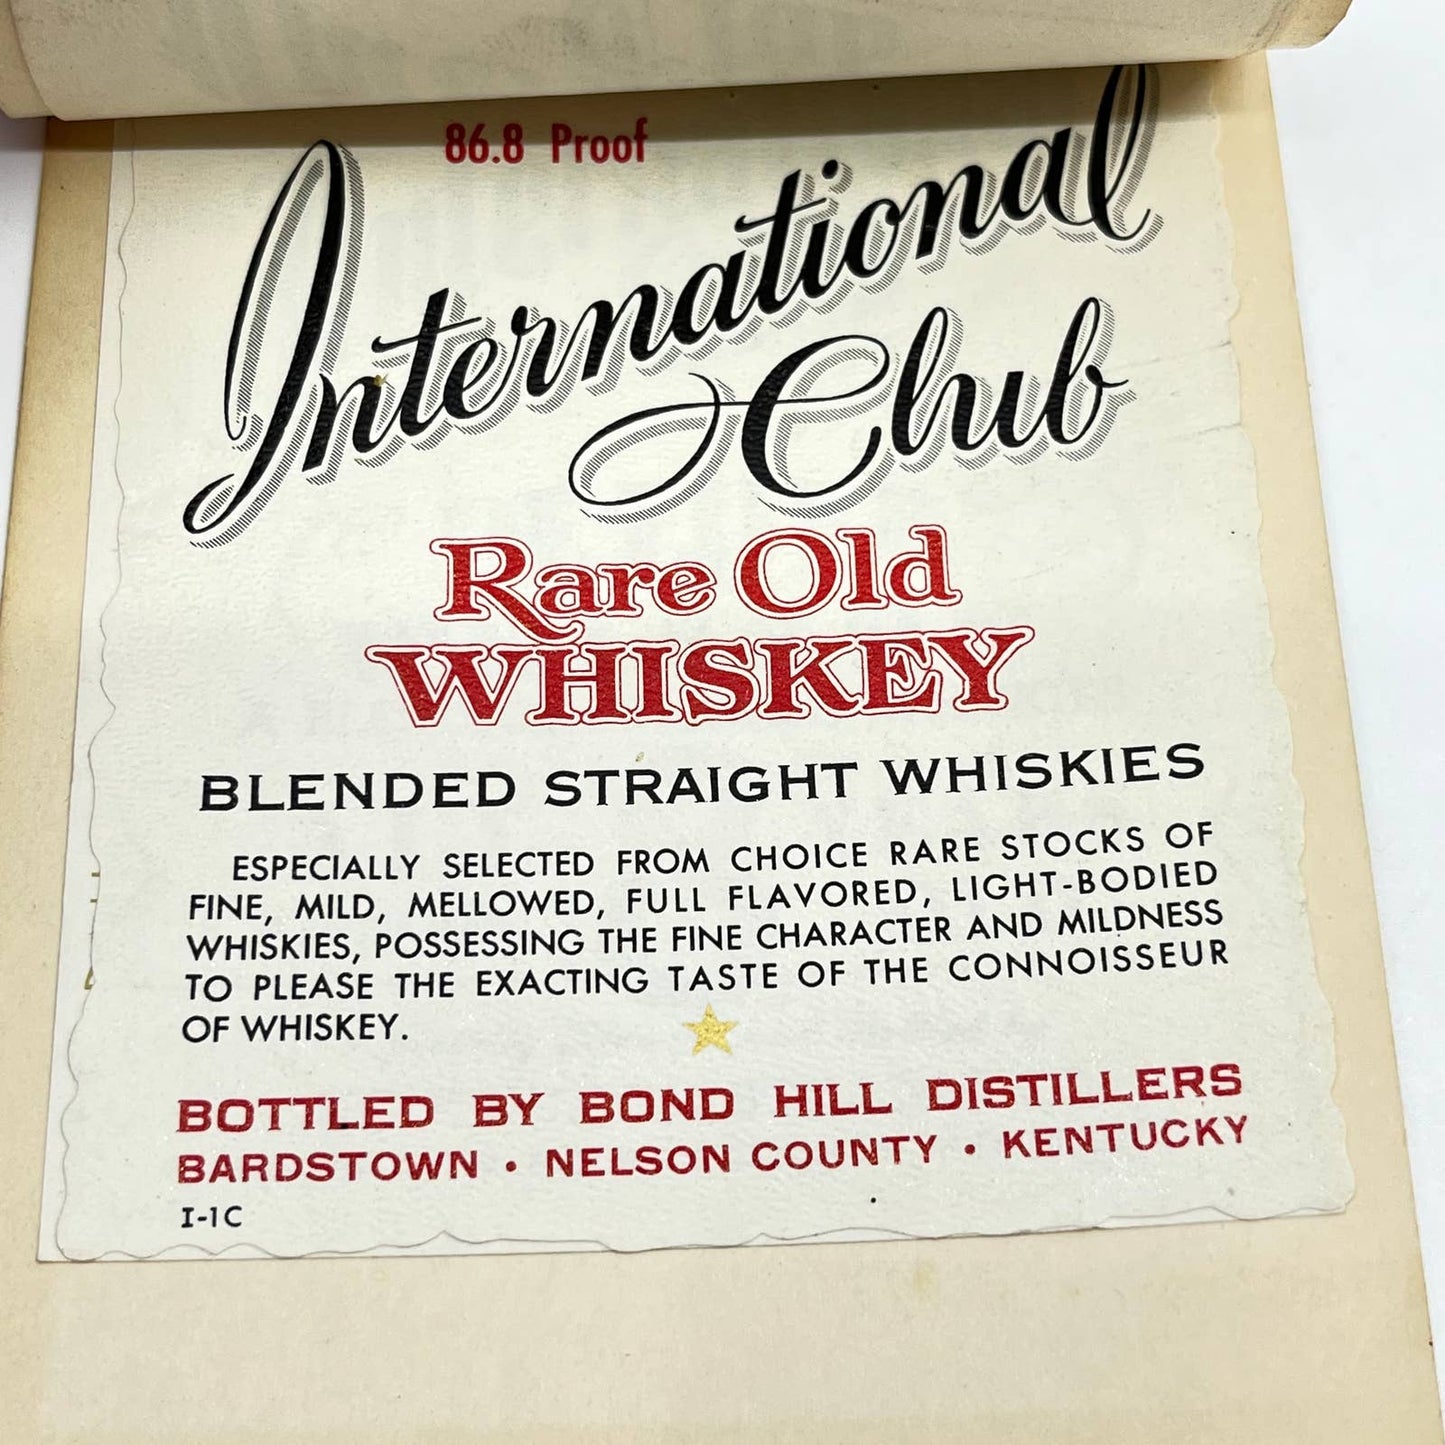 86.8 Proof
International
Club
Rare Old
WHISKEY
BLENDED STRAIGHT WHISKIES
ESPECIALLY SELECTED FROM CHOICE RARE STOCKS OF
FINE, MILD, MELLOWED, FULL FLAVORED, LIGHT-BODIED
WHISKIES, POSSESSING THE FINE CHARACTER AND MILDNESS
TO PLEASE THE EXACTING TASTE OF THE CONNOISSEUR
OF WHISKEY.
BOTTLED BY BOND HILL DISTILLERS
BARDSTOWN • NELSON COUNTY • KENTUCKY
I-1C